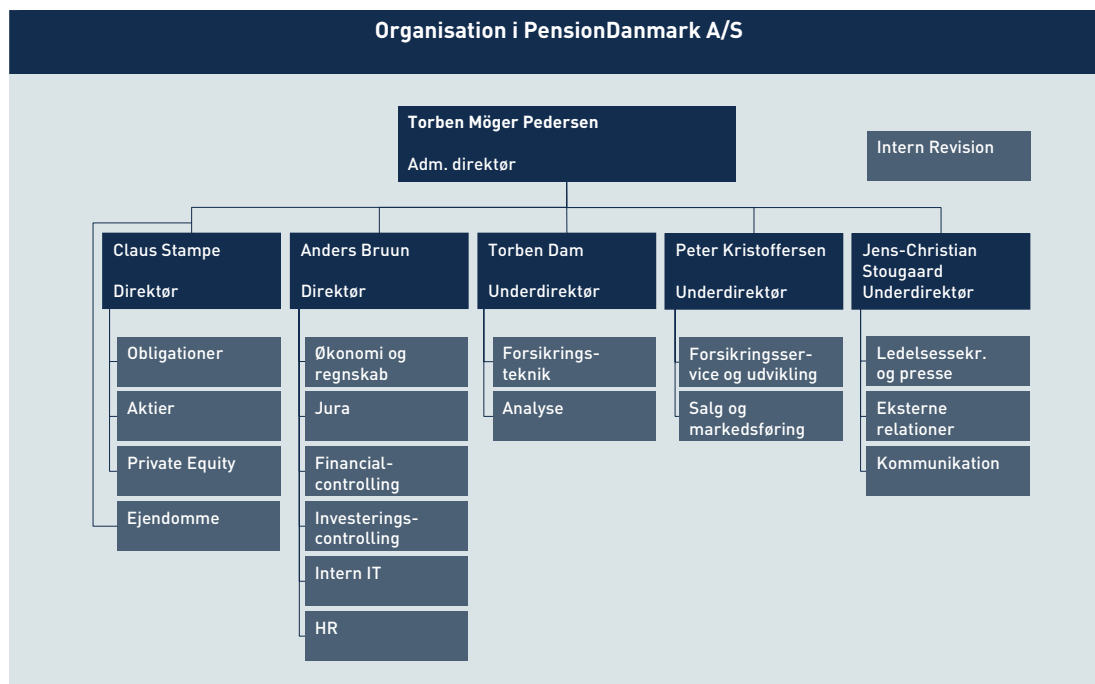 Organisation i PensionDanmark A/S
Torben Möger Pedersen
Adm. direktør
Intern Revision
Claus Stampe
Direktør
Obligationer
Aktier
Private Equity
Ejendomme
Anders Bruun
Direktør
Økonomi og
regnskab
Jura
Financial-
controlling
Investerings-
controlling
Intern IT
HR
Torben Dam
Underdirektør
Forsikrings-
teknik
Analyse
Peter Kristoffersen
Underdirektør
Forsikringsser-
vice og udvikling
Salg og
markedsføring
Jens-Christian
Stougaard
Underdirektør
Ledelsessekr.
og presse
Eksterne
relationer
Kommunikation